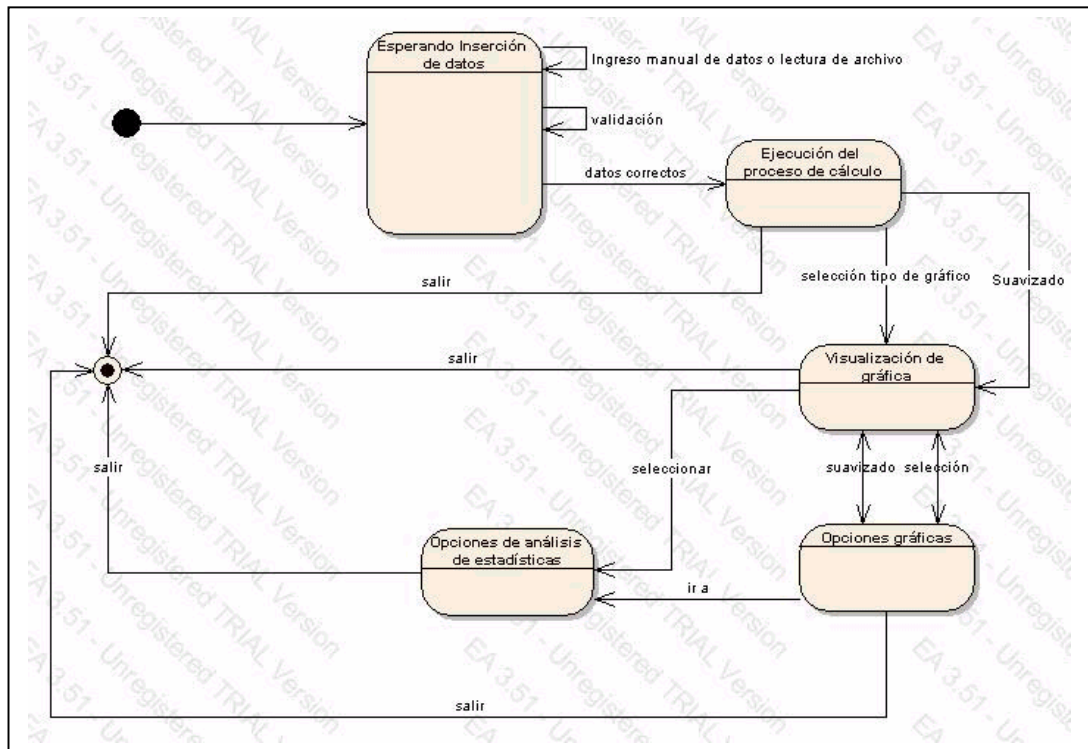 Esperando Inserción
de datos
Ingreso manual de datos o lectura de archivo
validación
datos correctos
Ejecución del
proceso de cálculo
salir
selección tipo de gráfico
Suavizado
salir
Visualización de
gráfica
salir
seleccionar
suavizado
selección
Opciones de análisis
de estadísticas
Opciones gráficas
ir a
salir
EA 3.51 - Unregistered TRIAL Version